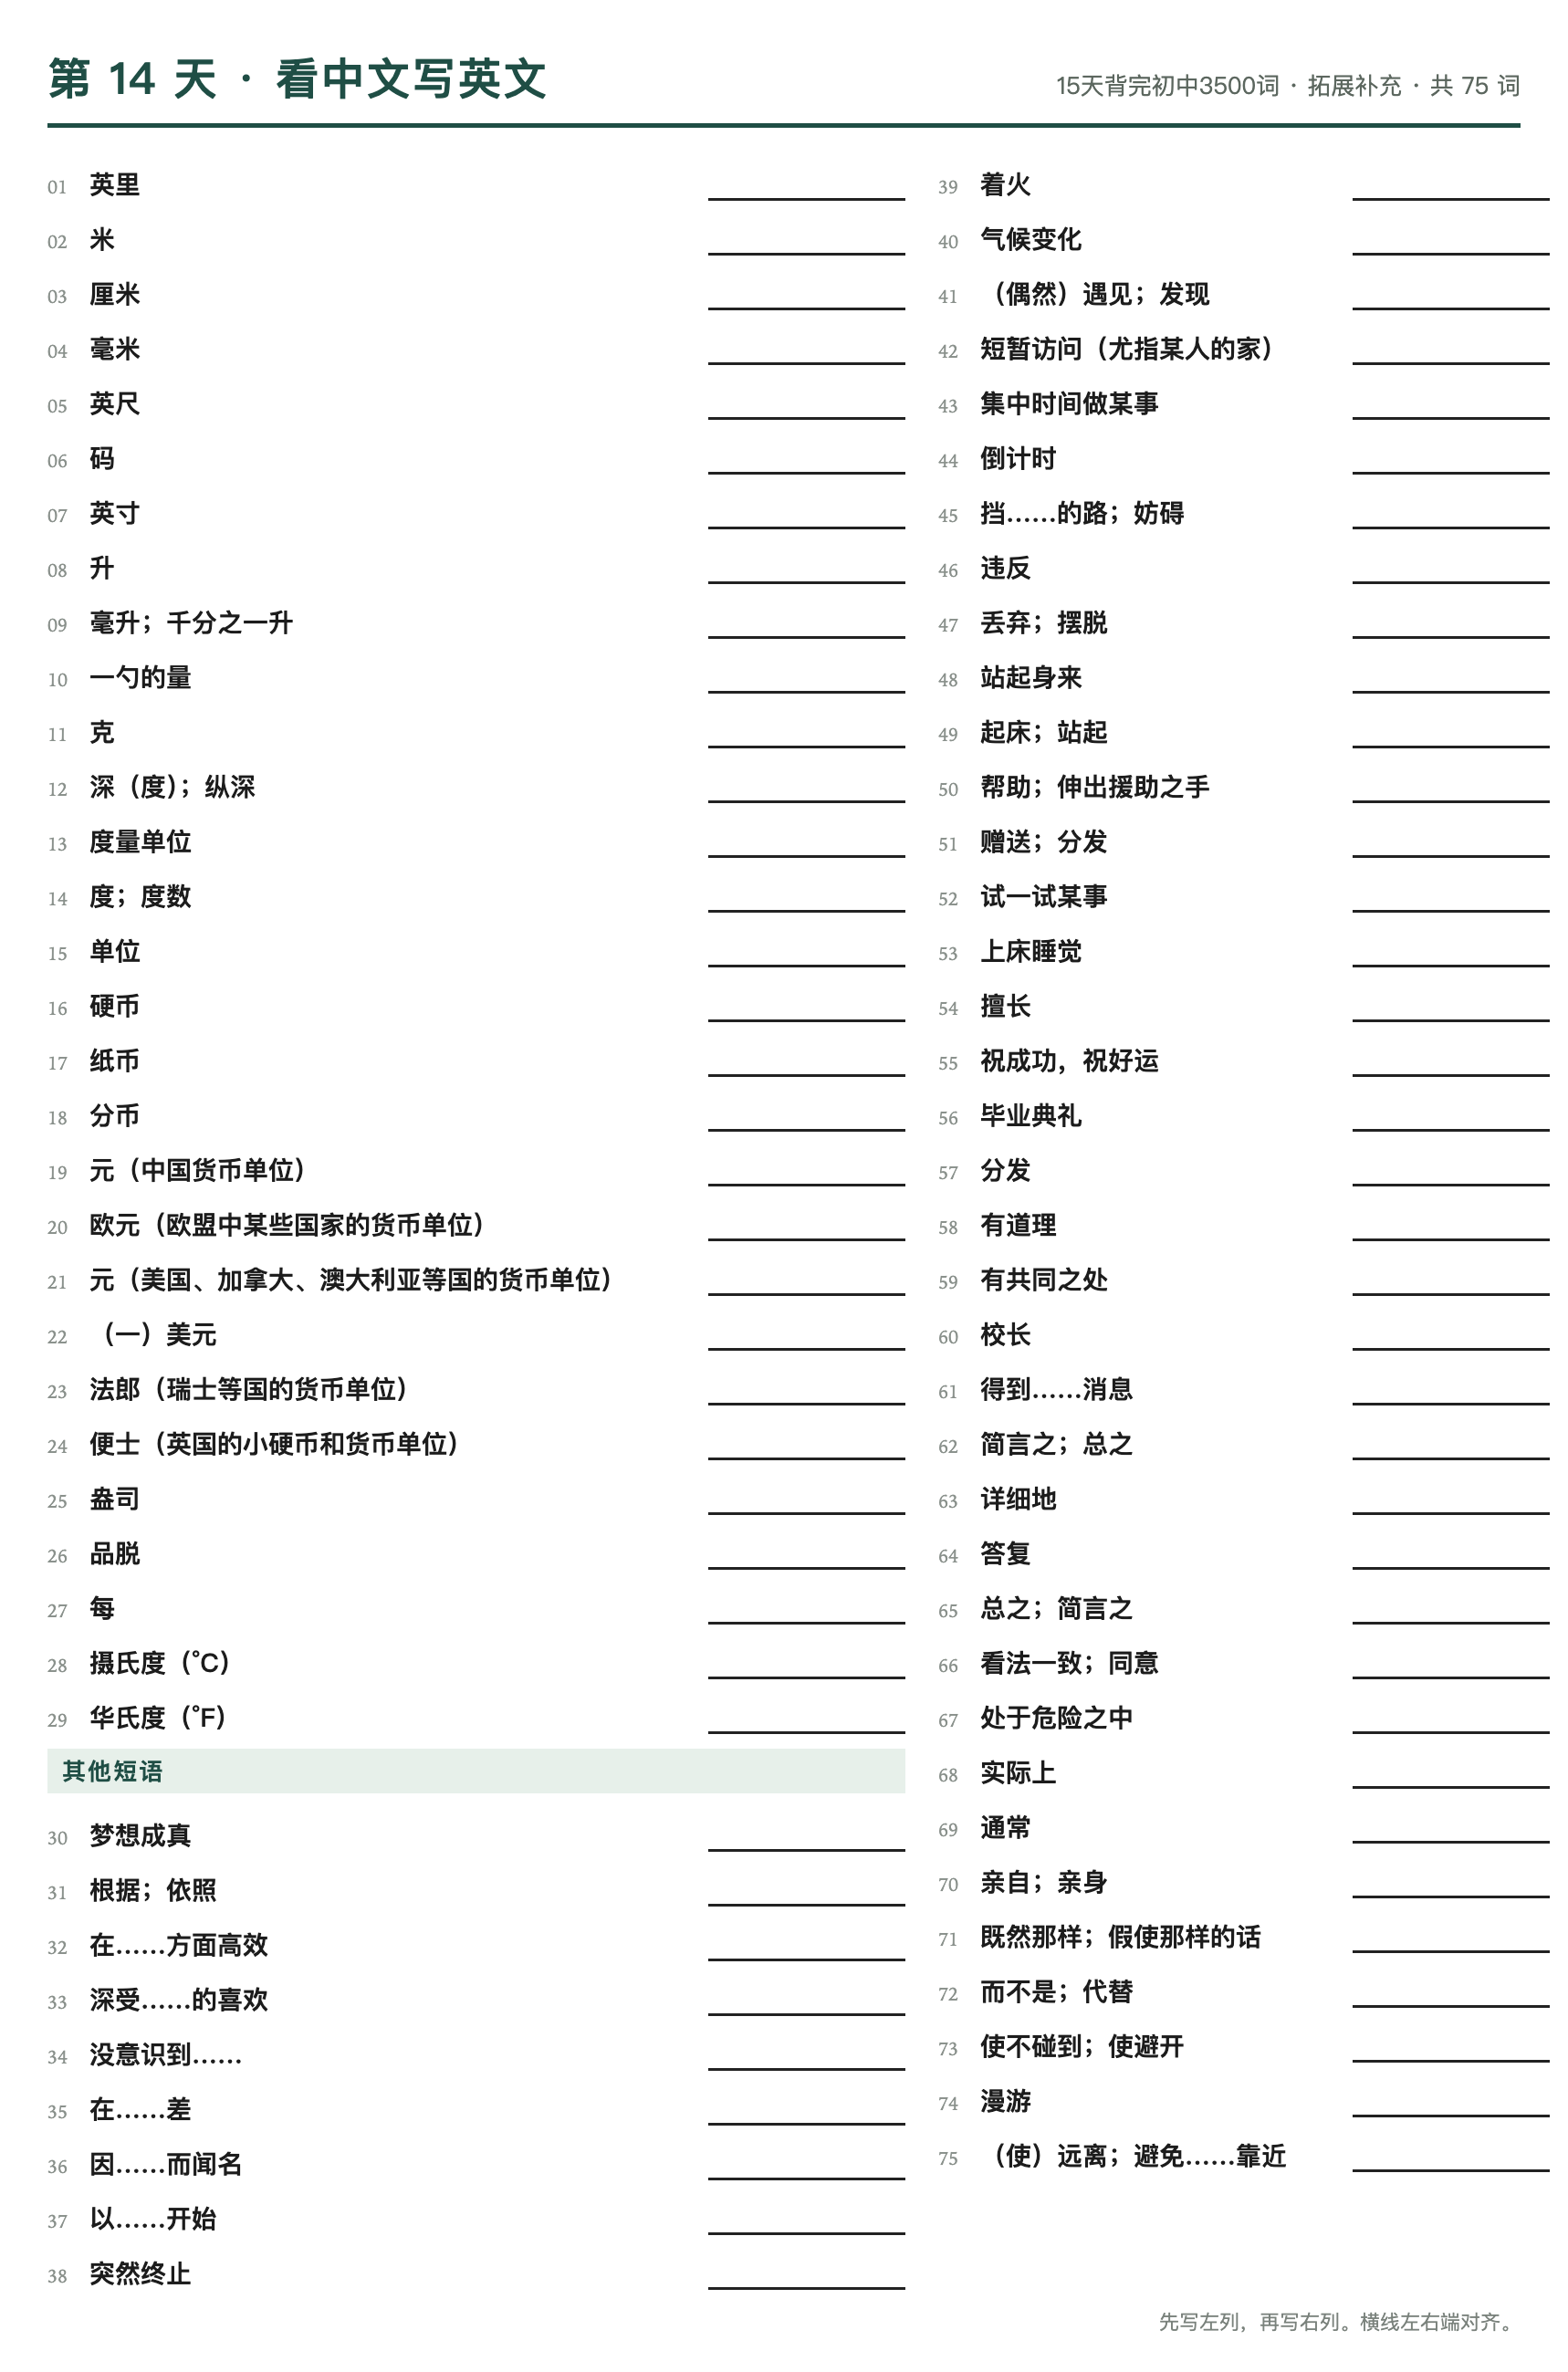 第 14 天 · 看中文写英文
15天背完初中3500词 · 拓展补充 · 共 75 词
01 英里
02 米
03 厘米
04 毫米
05 英尺
06 码
07 英寸
08 升
09 毫升；千分之一升
10 一勺的量
11 克
12 深（度）；纵深
13 度量单位
14 度；度数
15 单位
16 硬币
17 纸币
18 分币
19 元（中国货币单位）
20 欧元（欧盟中某些国家的货币单位）
21 元（美国、加拿大、澳大利亚等国的货币单位）
22 （一）美元
23 法郎（瑞士等国的货币单位）
24 便士（英国的小硬币和货币单位）
25 盎司
26 品脱
27 每
28 摄氏度（°C）
29 华氏度（°F）
其他短语
30 梦想成真
31 根据；依照
32 在……方面高效
33 深受……的喜欢
34 没意识到……
35 在……差
36 因……而闻名
37 以……开始
38 突然终止
39 着火
40 气候变化
41 （偶然）遇见；发现
42 短暂访问（尤指某人的家）
43 集中时间做某事
44 倒计时
45 挡……的路；妨碍
46 违反
47 丢弃；摆脱
48 站起身来
49 起床；站起
50 帮助；伸出援助之手
51 赠送；分发
52 试一试某事
53 上床睡觉
54 擅长
55 祝成功，祝好运
56 毕业典礼
57 分发
58 有道理
59 有共同之处
60 校长
61 得到……消息
62 简言之；总之
63 详细地
64 答复
65 总之；简言之
66 看法一致；同意
67 处于危险之中
68 实际上
69 通常
70 亲自；亲身
71 既然那样；假使那样的话
72 而不是；代替
73 使不碰到；使避开
74 漫游
75 （使）远离；避免……靠近
先写左列，再写右列。横线左右端对齐。